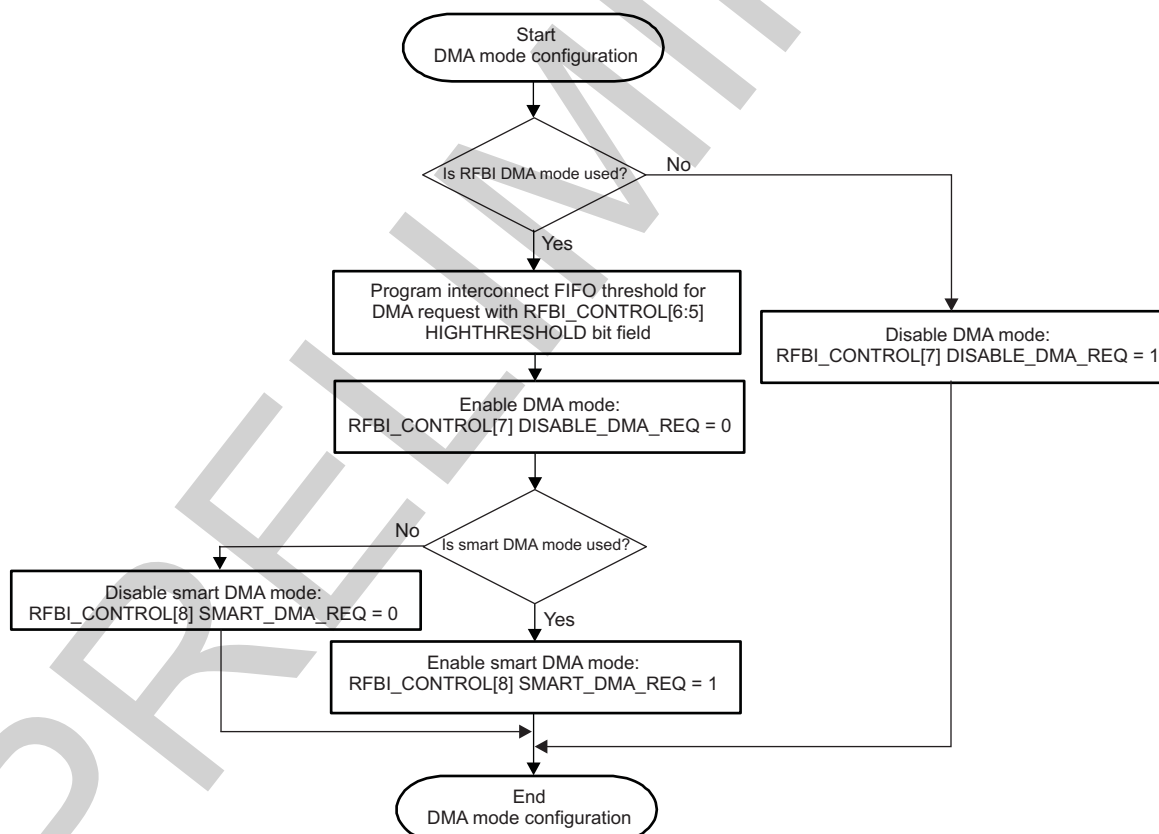 Start
DMA mode configuration
Is RFBI DMA mode used?
No
Yes
Program interconnect FIFO threshold for
DMA request with RFBI_CONTROL[6:5]
HIGHTHRESHOLD bit field
Disable DMA mode:
RFBI_CONTROL[7] DISABLE_DMA_REQ = 1
Enable DMA mode:
RFBI_CONTROL[7] DISABLE_DMA_REQ = 0
No
Is smart DMA mode used?
Disable smart DMA mode:
RFBI_CONTROL[8] SMART_DMA_REQ = 0
Yes
Enable smart DMA mode:
RFBI_CONTROL[8] SMART_DMA_REQ = 1
End
DMA mode configuration
PRELIMI